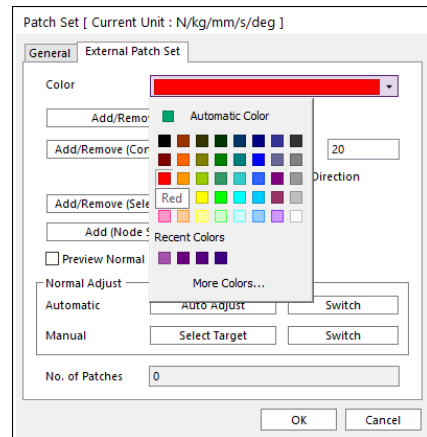 Patch Set [ Current Unit : N/kg/mm/s/deg ]
General External Patch Set
Color
Automatic Color
Add/Remo
Add/Remove (Con 20
Direction
Red
Add/Remove (Sele
Add (Node S
Recent Colors
Preview Normal
More Colors...
Normal Adjust
Automatic Auto Adjust Switch
Manual Select Target Switch
No. of Patches 0
OK Cancel